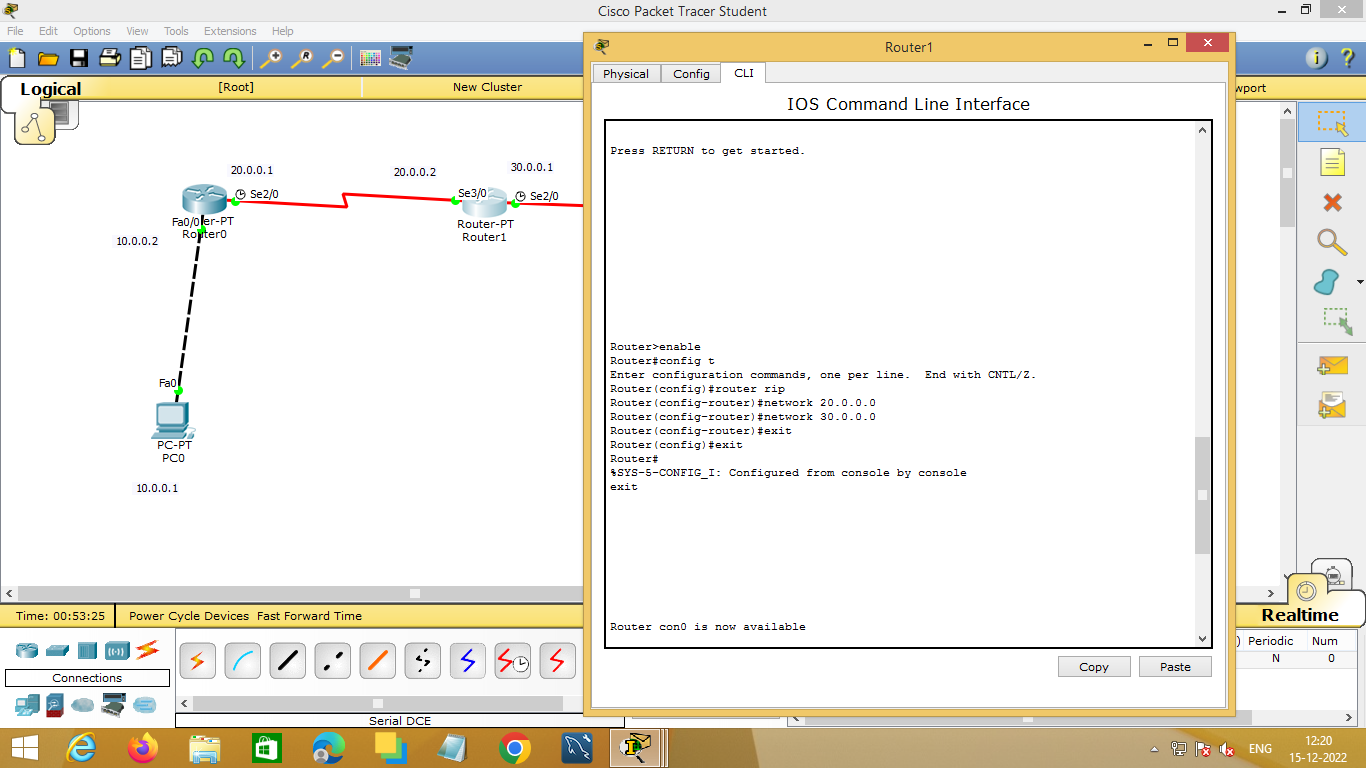 Cisco Packet Tracer Student
File Edit Options View Tools Extensions Help
Logical
[Root]
New Cluster
wport
20.0.0.1
20.0.0.2
30.0.0.1
Se2/0
Se3/0
Se2/0
Fa0/0
er-PT
Router0
Router-PT
Router1
10.0.0.2
Fa0
PC-PT
PC0
10.0.0.1
Router1
Physical Config CLI
IOS Command Line Interface
Press RETURN to get started.
Router>enable
Router#config t
Enter configuration commands, one per line.  End with CNTL/Z.
Router(config)#router rip
Router(config-router)#network 20.0.0.0
Router(config-router)#network 30.0.0.0
Router(config-router)#exit
Router(config)#exit
Router#
%SYS-5-CONFIG_I: Configured from console by console
exit
Router con0 is now available
Copy Paste
Time: 00:53:25 Power Cycle Devices Fast Forward Time
Realtime
Connections
Serial DCE
) Periodic Num
N 0
ENG
12:20
15-12-2022